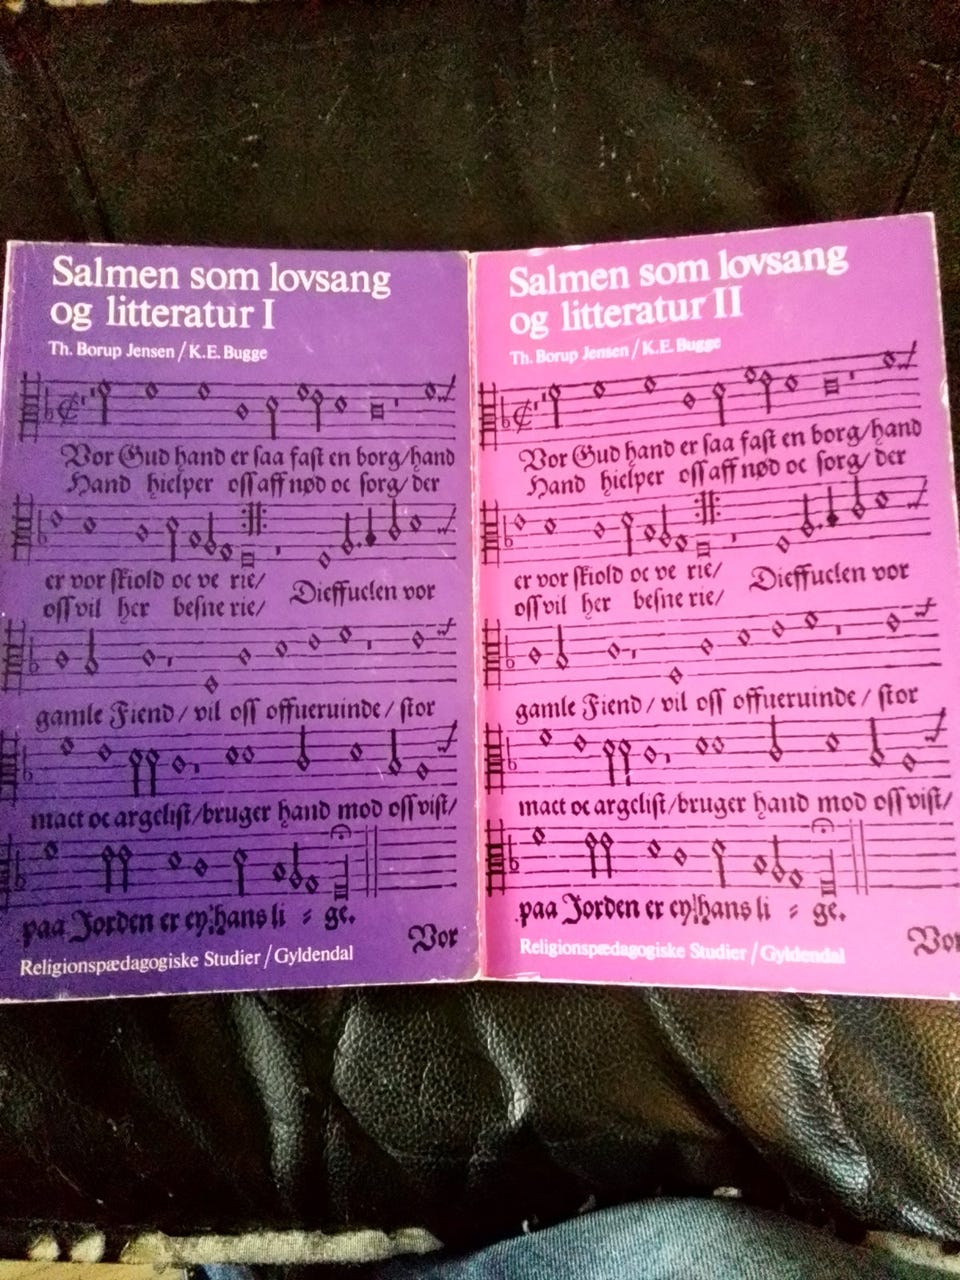 Salmen som lovsang
og litteratur I
Th. Borup Jensen / K.E. Bugge
Vor Gud hand er saa fast en borg/hand
Hand hielper oss aff nød oc sorg/ der
er vor skiold oc ve rie/ Dieffuelen vor
oss vil her besne rie/
gamle Fiend / vil oss offueruinde / stor
mact oc argelist/bruger hand mod oss vist/
paa Jorden er ey hans li ge.
Vor
Religionspædagogiske Studier / Gyldendal
Salmen som lovsang
og litteratur II
Th. Borup Jensen / K.E. Bugge
Vor Gud hand er saa fast en borg/hand
Hand hielper oss aff nød oc sorg/ der
er vor skiold oc ve rie/ Dieffuelen vor
oss vil her besne rie/
gamle Fiend / vil oss offueruinde / stor
mact oc argelist/bruger hand mod oss vist/
paa Jorden er ey hans li ge.
Vor
Religionspædagogiske Studier / Gyldendal